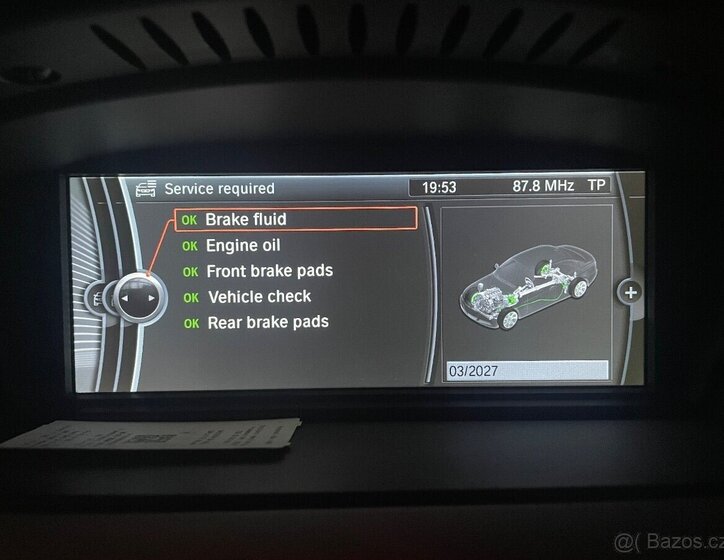 Service required
19:53
87.8 MHz TP
OK Brake fluid
OK Engine oil
OK Front brake pads
OK Vehicle check
OK Rear brake pads
03/2027
Bazos.cz